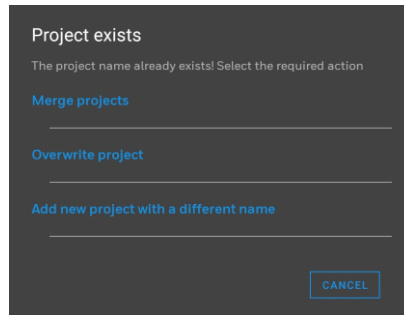 Project exists
The project name already exists! Select the required action
Merge projects
Overwrite project
Add new project with a different name
CANCEL